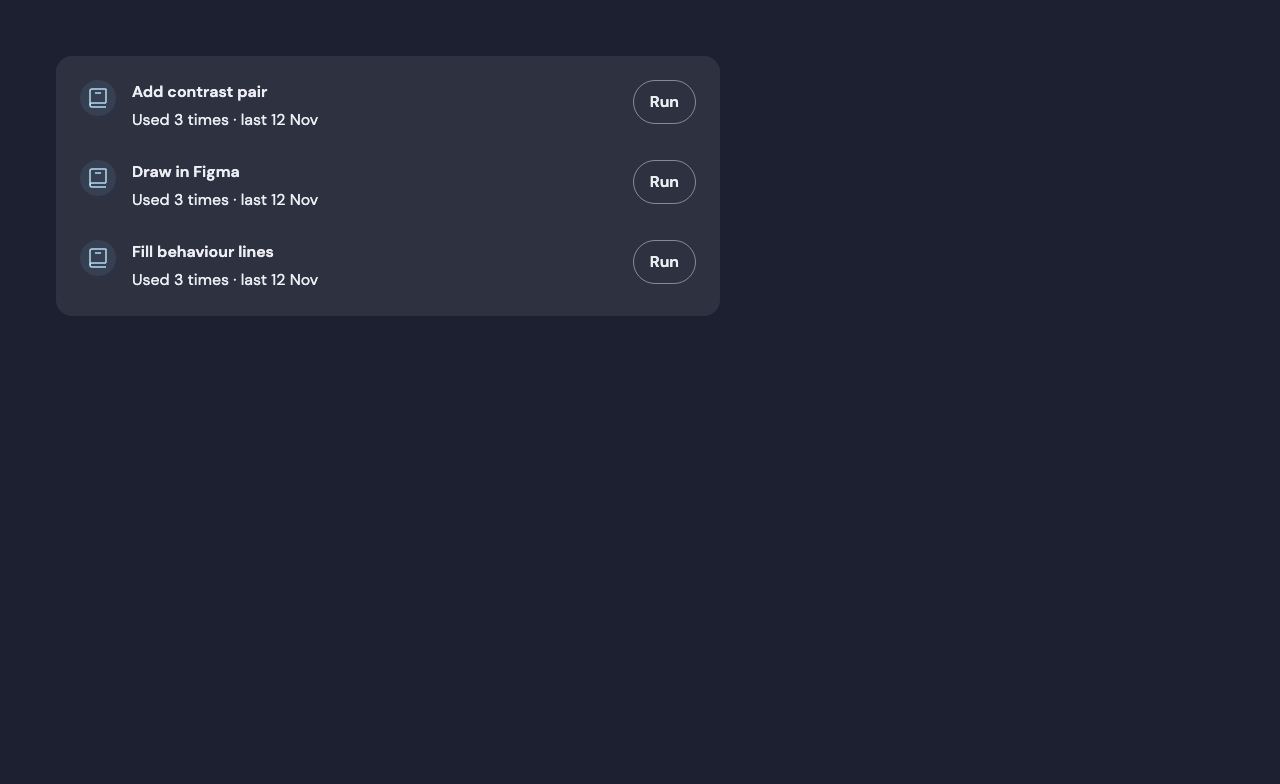 Add contrast pair
Used 3 times · last 12 Nov
Run
Draw in Figma
Used 3 times · last 12 Nov
Run
Fill behaviour lines
Used 3 times · last 12 Nov
Run